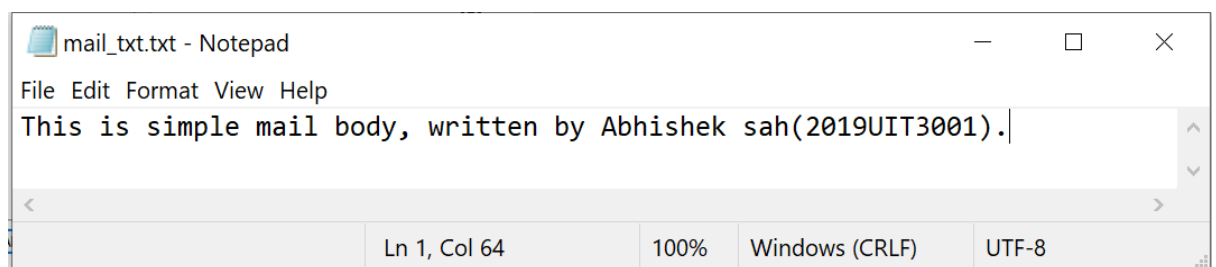 mail_txt.txt - Notepad
File Edit Format View Help
This is simple mail body, written by Abhishek sah(2019UIT3001).
Ln 1, Col 64 100% Windows (CRLF) UTF-8